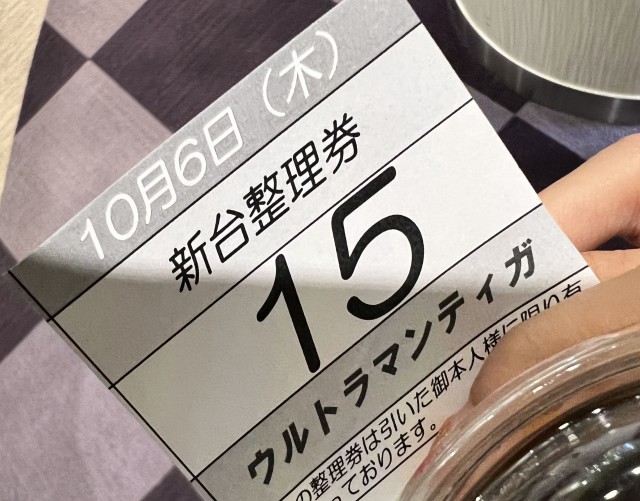 10月6日（木）
新台整理券
15
ウルトラマンティガ
の整理券は引いた御本人様に限り有
っております。